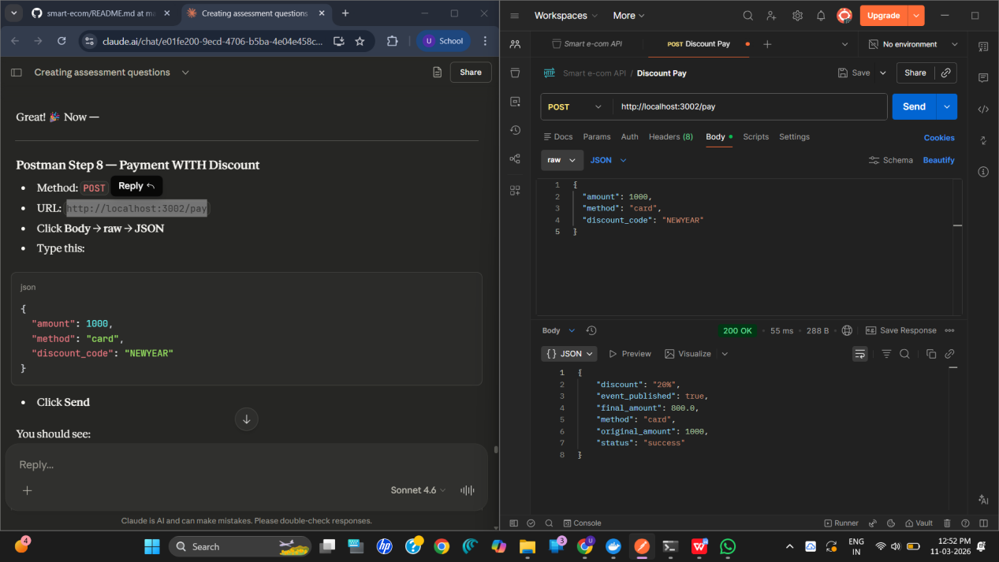 smart-ecom/README.md at ma
Creating assessment questions
claude.ai/chat/e01fe200-9ecd-4706-b5ba-4e04e458c...
U School
Creating assessment questions
Share
Great! 🎉 Now —
Postman Step 8 — Payment WITH Discount
• Method: POST
Reply
• URL: http://localhost:3002/pay
• Click Body → raw → JSON
• Type this:
json
{
"amount": 1000,
"method": "card",
"discount_code": "NEWYEAR"
}
• Click Send
You should see:
Reply...
Sonnet 4.6
Claude is AI and can make mistakes. Please double-check responses.
Workspaces More Upgrade
Smart e-com API POST Discount Pay No environment
HTTP Smart e-com API / Discount Pay Save Share
POST http://localhost:3002/pay Send
Docs Params Auth Headers (8) Body Scripts Settings Cookies
raw JSON Schema Beautify
1 {
2 "amount": 1000,
3 "method": "card",
4 "discount_code": "NEWYEAR"
5 }
Body 200 OK • 55 ms • 288 B • e.g. Save Response
{} JSON Preview Visualize
1 {
2 "discount": "20%",
3 "event_published": true,
4 "final_amount": 800.0,
5 "method": "card",
6 "original_amount": 1000,
7 "status": "success"
8 }
AI
Console Runner Vault
4 Search hp 3 U W ENG IN 12:52 PM 11-03-2026